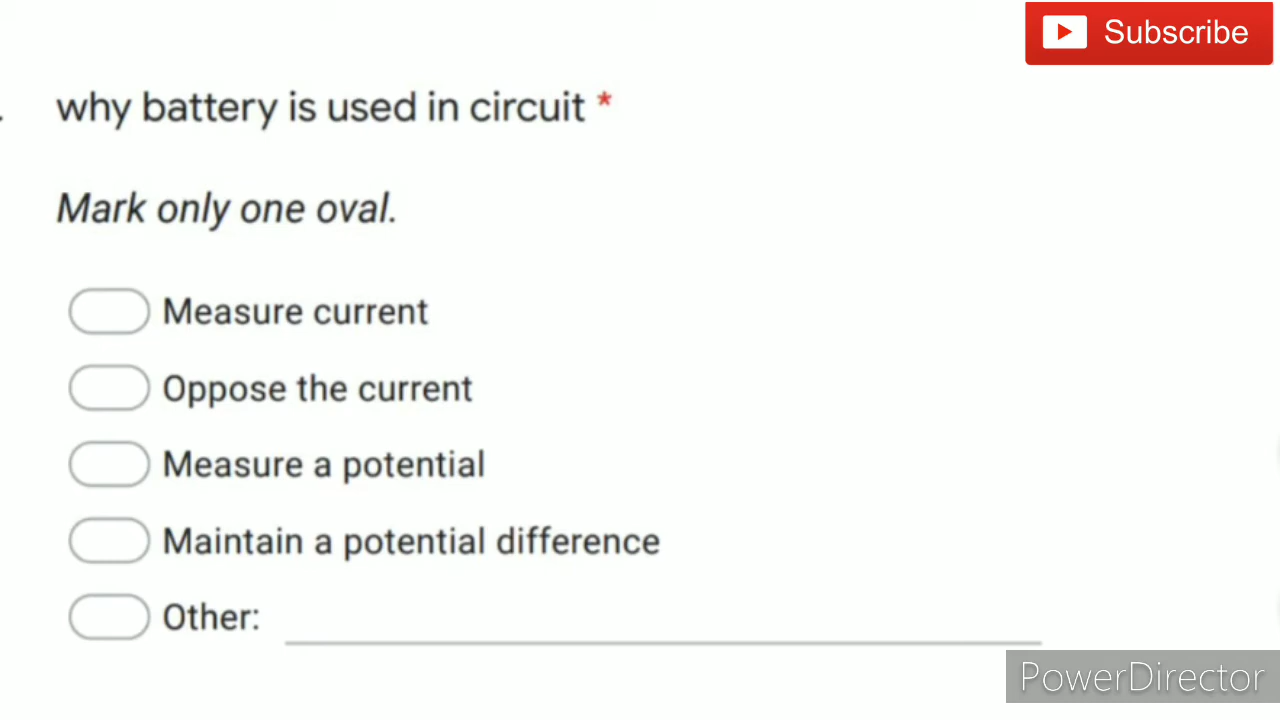 Subscribe
why battery is used in circuit *
Mark only one oval.
Measure current
Oppose the current
Measure a potential
Maintain a potential difference
Other:
PowerDirector